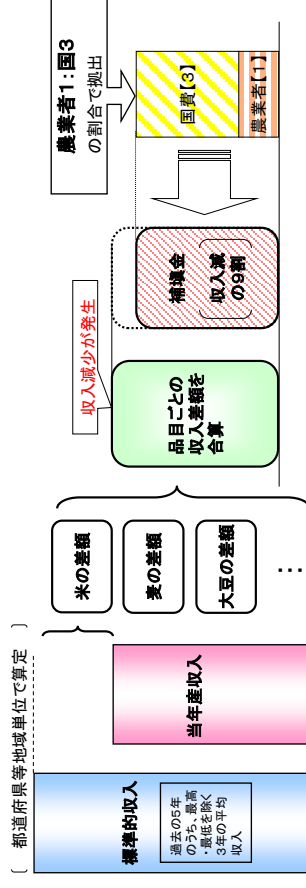 〔 都道府県等地域単位で算定 〕
標準的収入
過去の5年
のうち、最高
・最低を除く
3年の平均
収入
当年産収入
米の差額
麦の差額
大豆の差額
…
収入減少が発生
品目ごとの
収入差額を
合算
補填金
収入減
の9割
農業者1:国3
の割合で拠出
国費【3】
農業者【1】